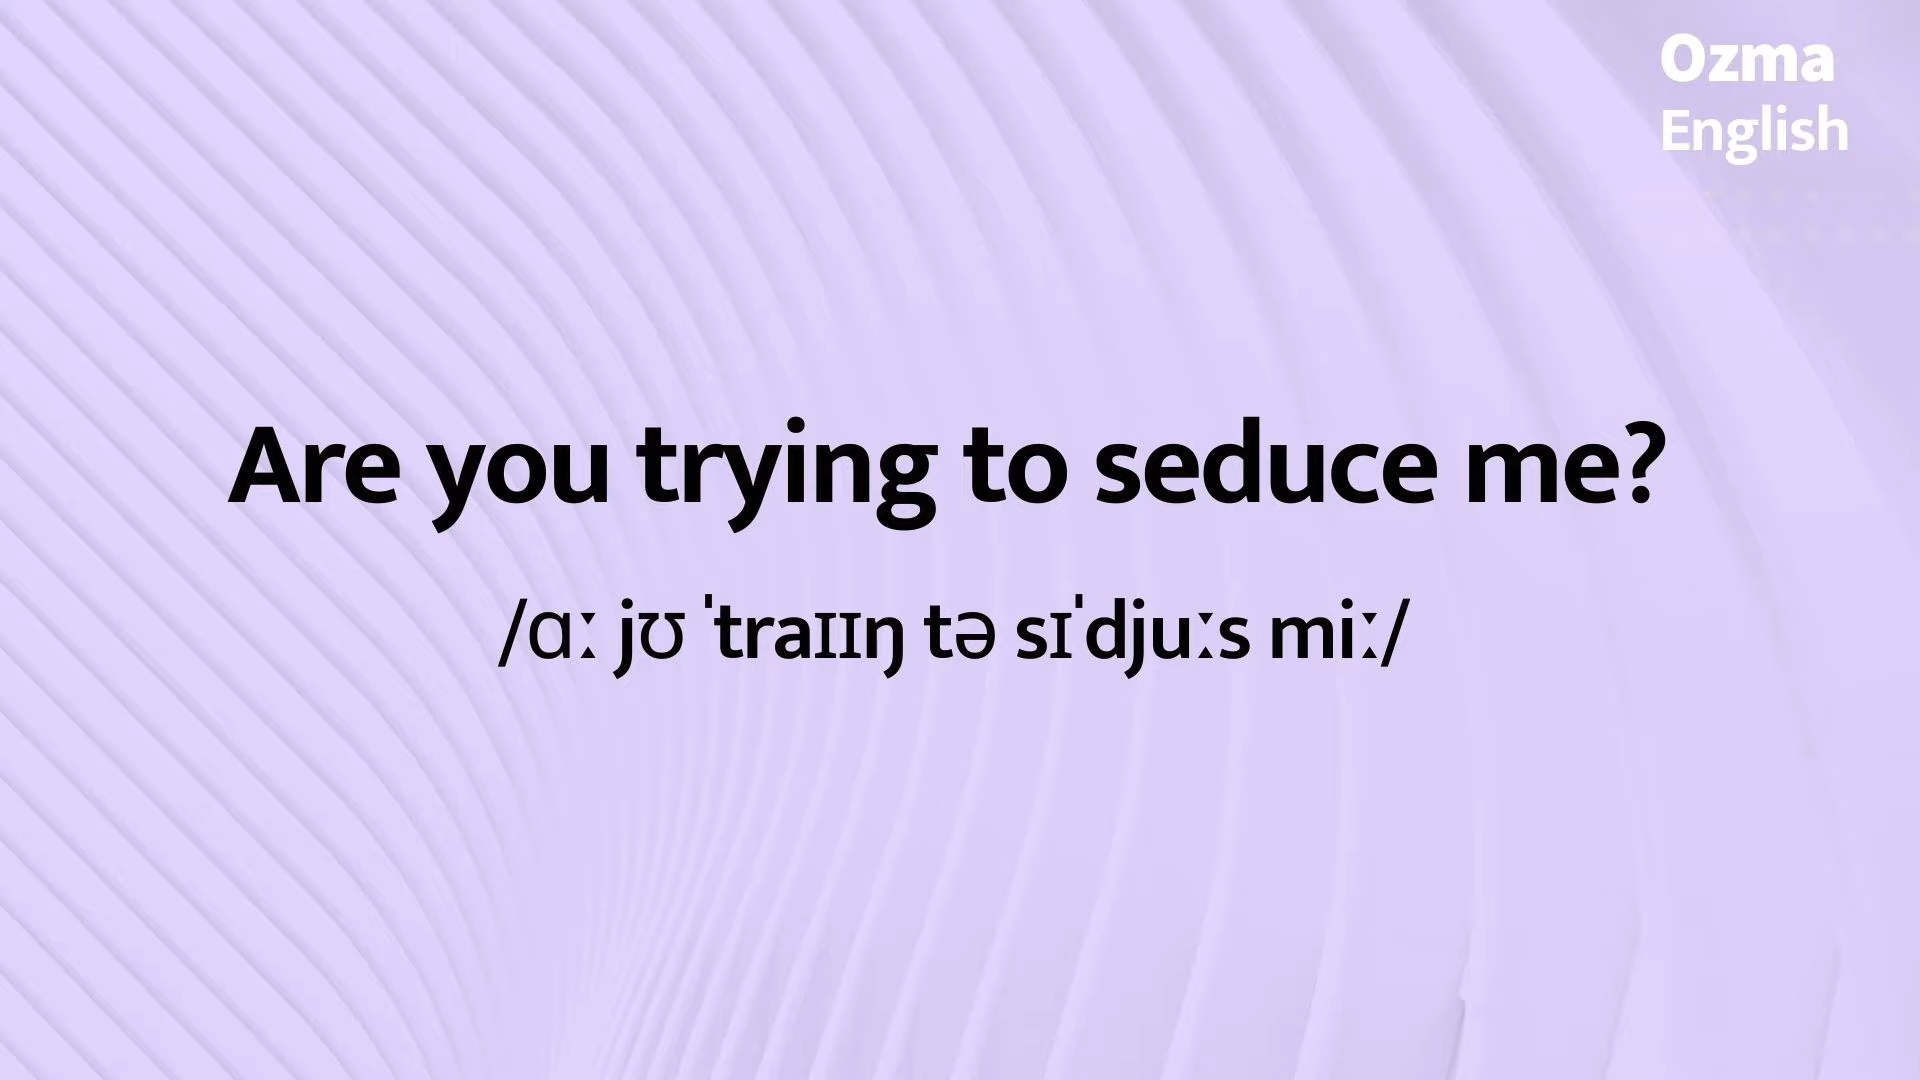 Ozma
English
Are you trying to seduce me?
/ɑː jʊ ˈtraɪɪŋ tə sɪˈdjuːs miː/